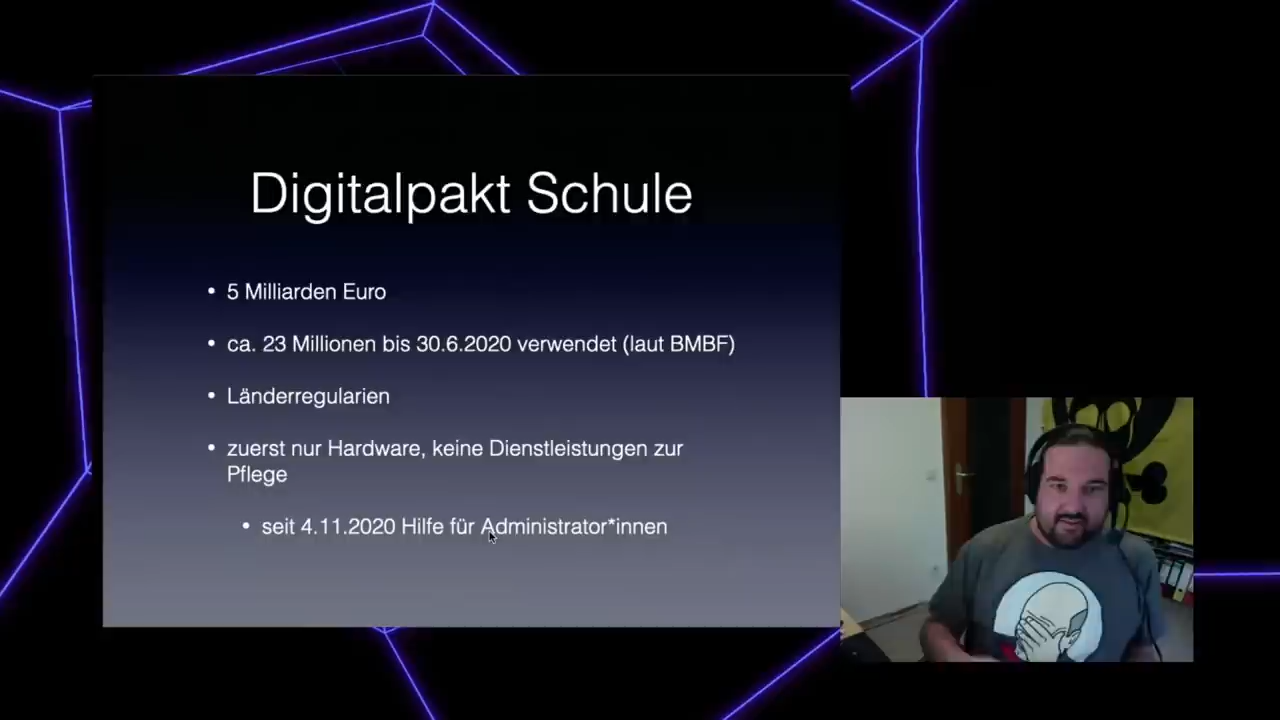 Digitalpakt Schule
• 5 Milliarden Euro
• ca. 23 Millionen bis 30.6.2020 verwendet (laut BMBF)
• Länderregularien
• zuerst nur Hardware, keine Dienstleistungen zur
Pflege
• seit 4.11.2020 Hilfe für Administrator*innen